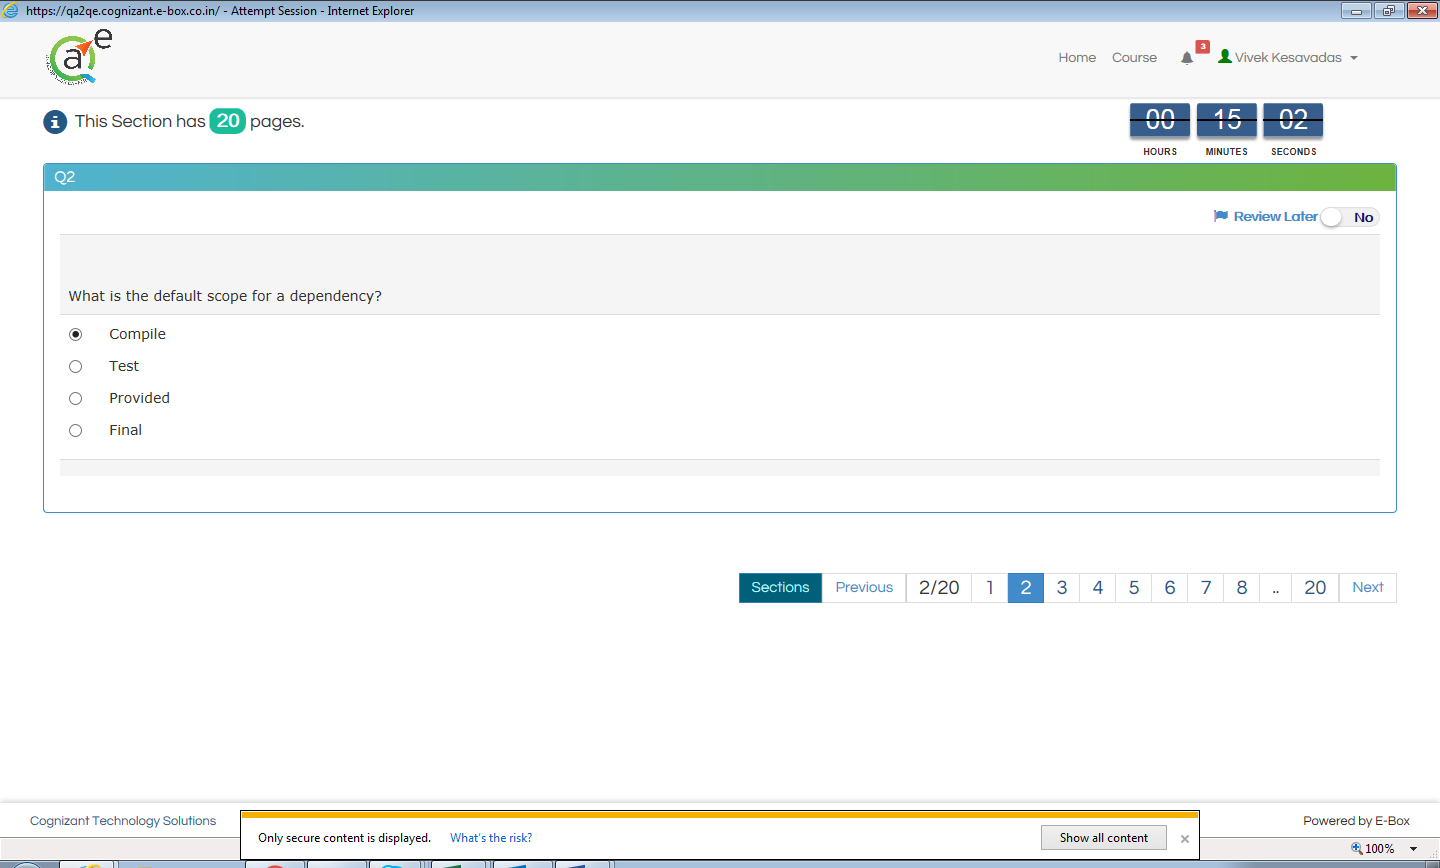 https://qa2qe.cognizant.e-box.co.in/ - Attempt Session - Internet Explorer
a e
Home Course 3 Vivek Kesavadas
This Section has 20 pages.
00 15 02
HOURS MINUTES SECONDS
Q2
Review Later No
What is the default scope for a dependency?
Compile
Test
Provided
Final
Sections Previous 2/20 1 2 3 4 5 6 7 8 .. 20 Next
Cognizant Technology Solutions
Powered by E-Box
Only secure content is displayed. What's the risk? Show all content
100%